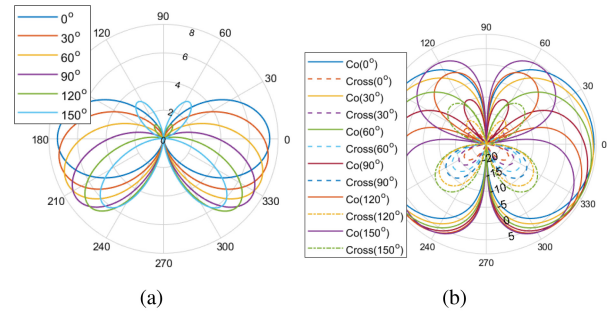 90
120
60
30
0
330
300
270
240
210
180
8
6
4
2
0
0°
30°
60°
90°
120°
150°
(a)
90
120
60
30
0
330
300
270
240
-20
-15
-10
-5
0
5
Co(0°)
Cross(0°)
Co(30°)
Cross(30°)
Co(60°)
Cross(60°)
Co(90°)
Cross(90°)
Co(120°)
Cross(120°)
Co(150°)
Cross(150°)
(b)